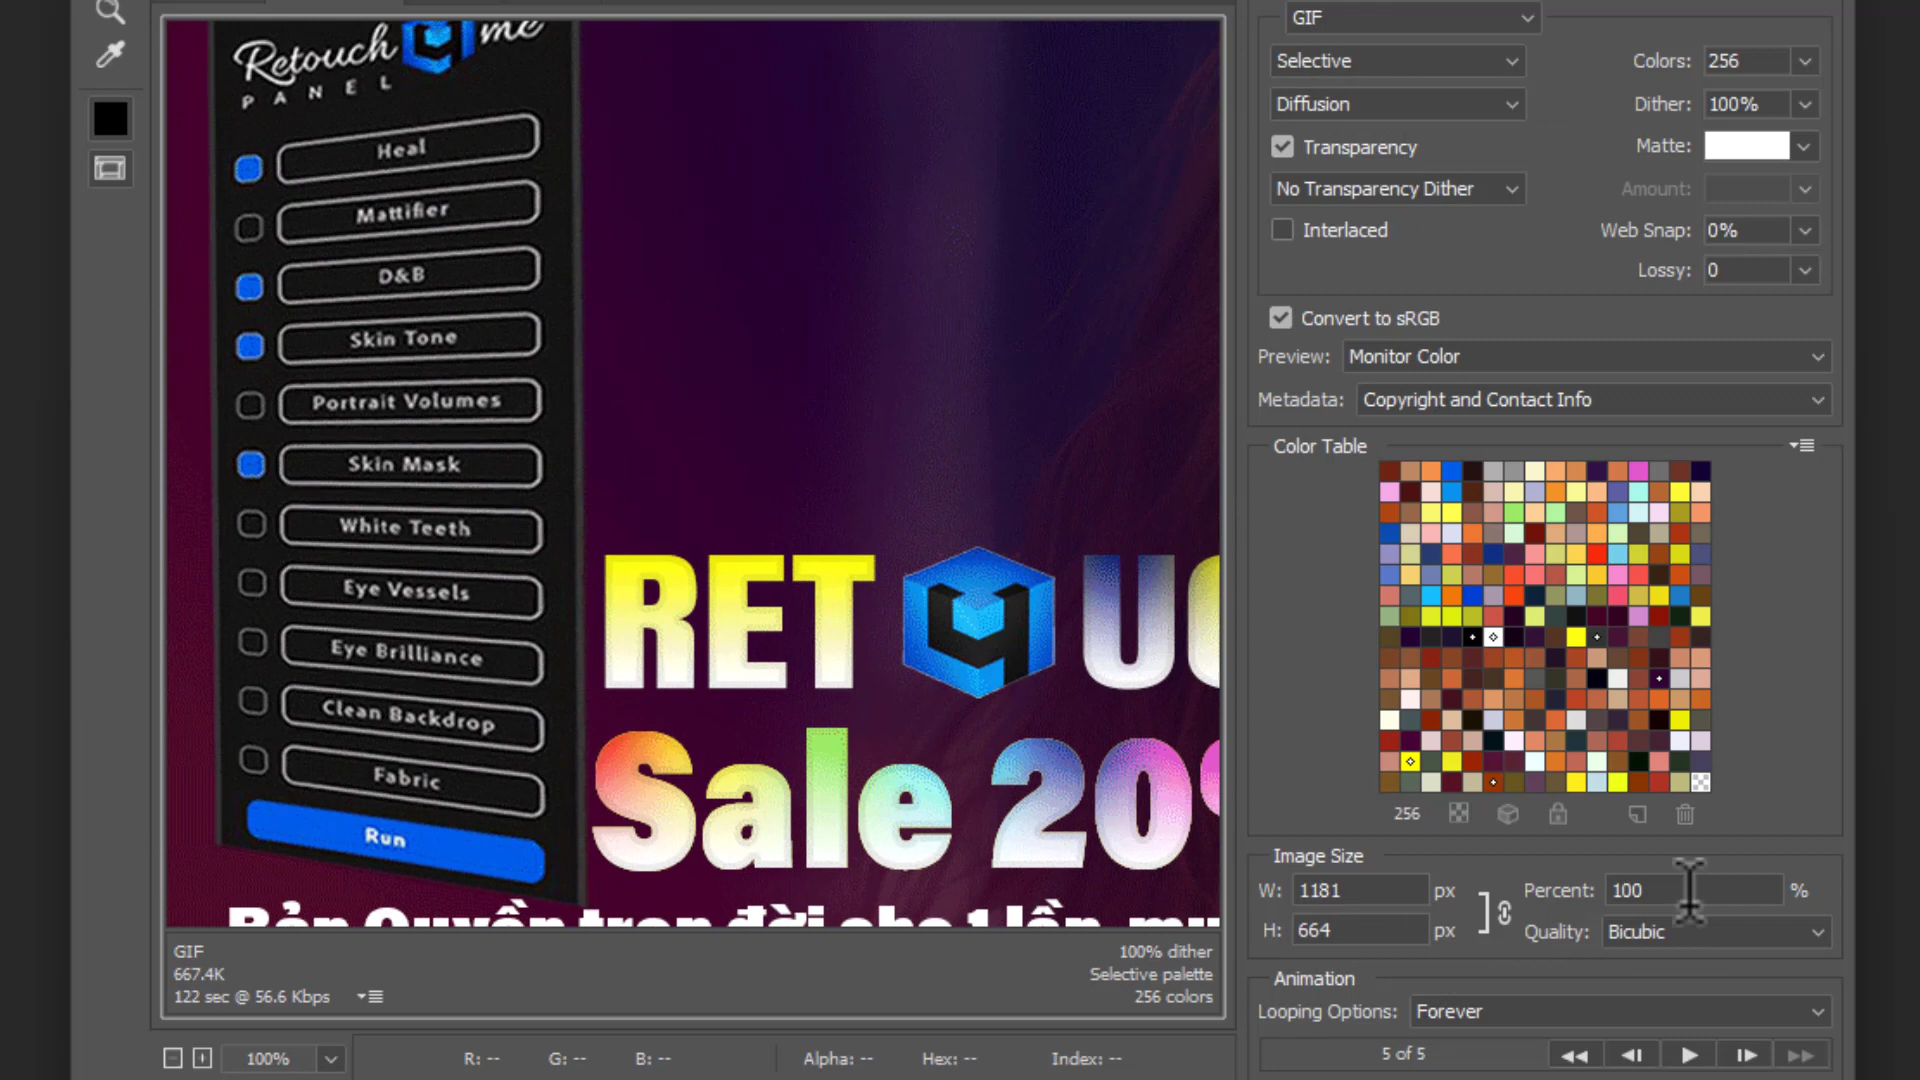 Retouch me
PANEL
Heal
Mattifier
D&B
Skin Tone
Portrait Volumes
Skin Mask
White Teeth
Eye Vessels
Eye Brilliance
Clean Backdrop
Fabric
Run
RET UC
Sale 20%
Bản Quyền trọn đời cho 1 lần mu
GIF
667.4K
122 sec @ 56.6 Kbps
100% dither
Selective palette
256 colors
100%
R: --
G: --
B: --
Alpha: --
Hex: --
Index: --
GIF
Selective
Colors: 256
Diffusion
Dither: 100%
Transparency
Matte:
No Transparency Dither
Amount:
Interlaced
Web Snap: 0%
Lossy: 0
Convert to sRGB
Preview: Monitor Color
Metadata: Copyright and Contact Info
Color Table
256
Image Size
W: 1181 px
Percent: 100 %
H: 664 px
Quality: Bicubic
Animation
Looping Options: Forever
5 of 5